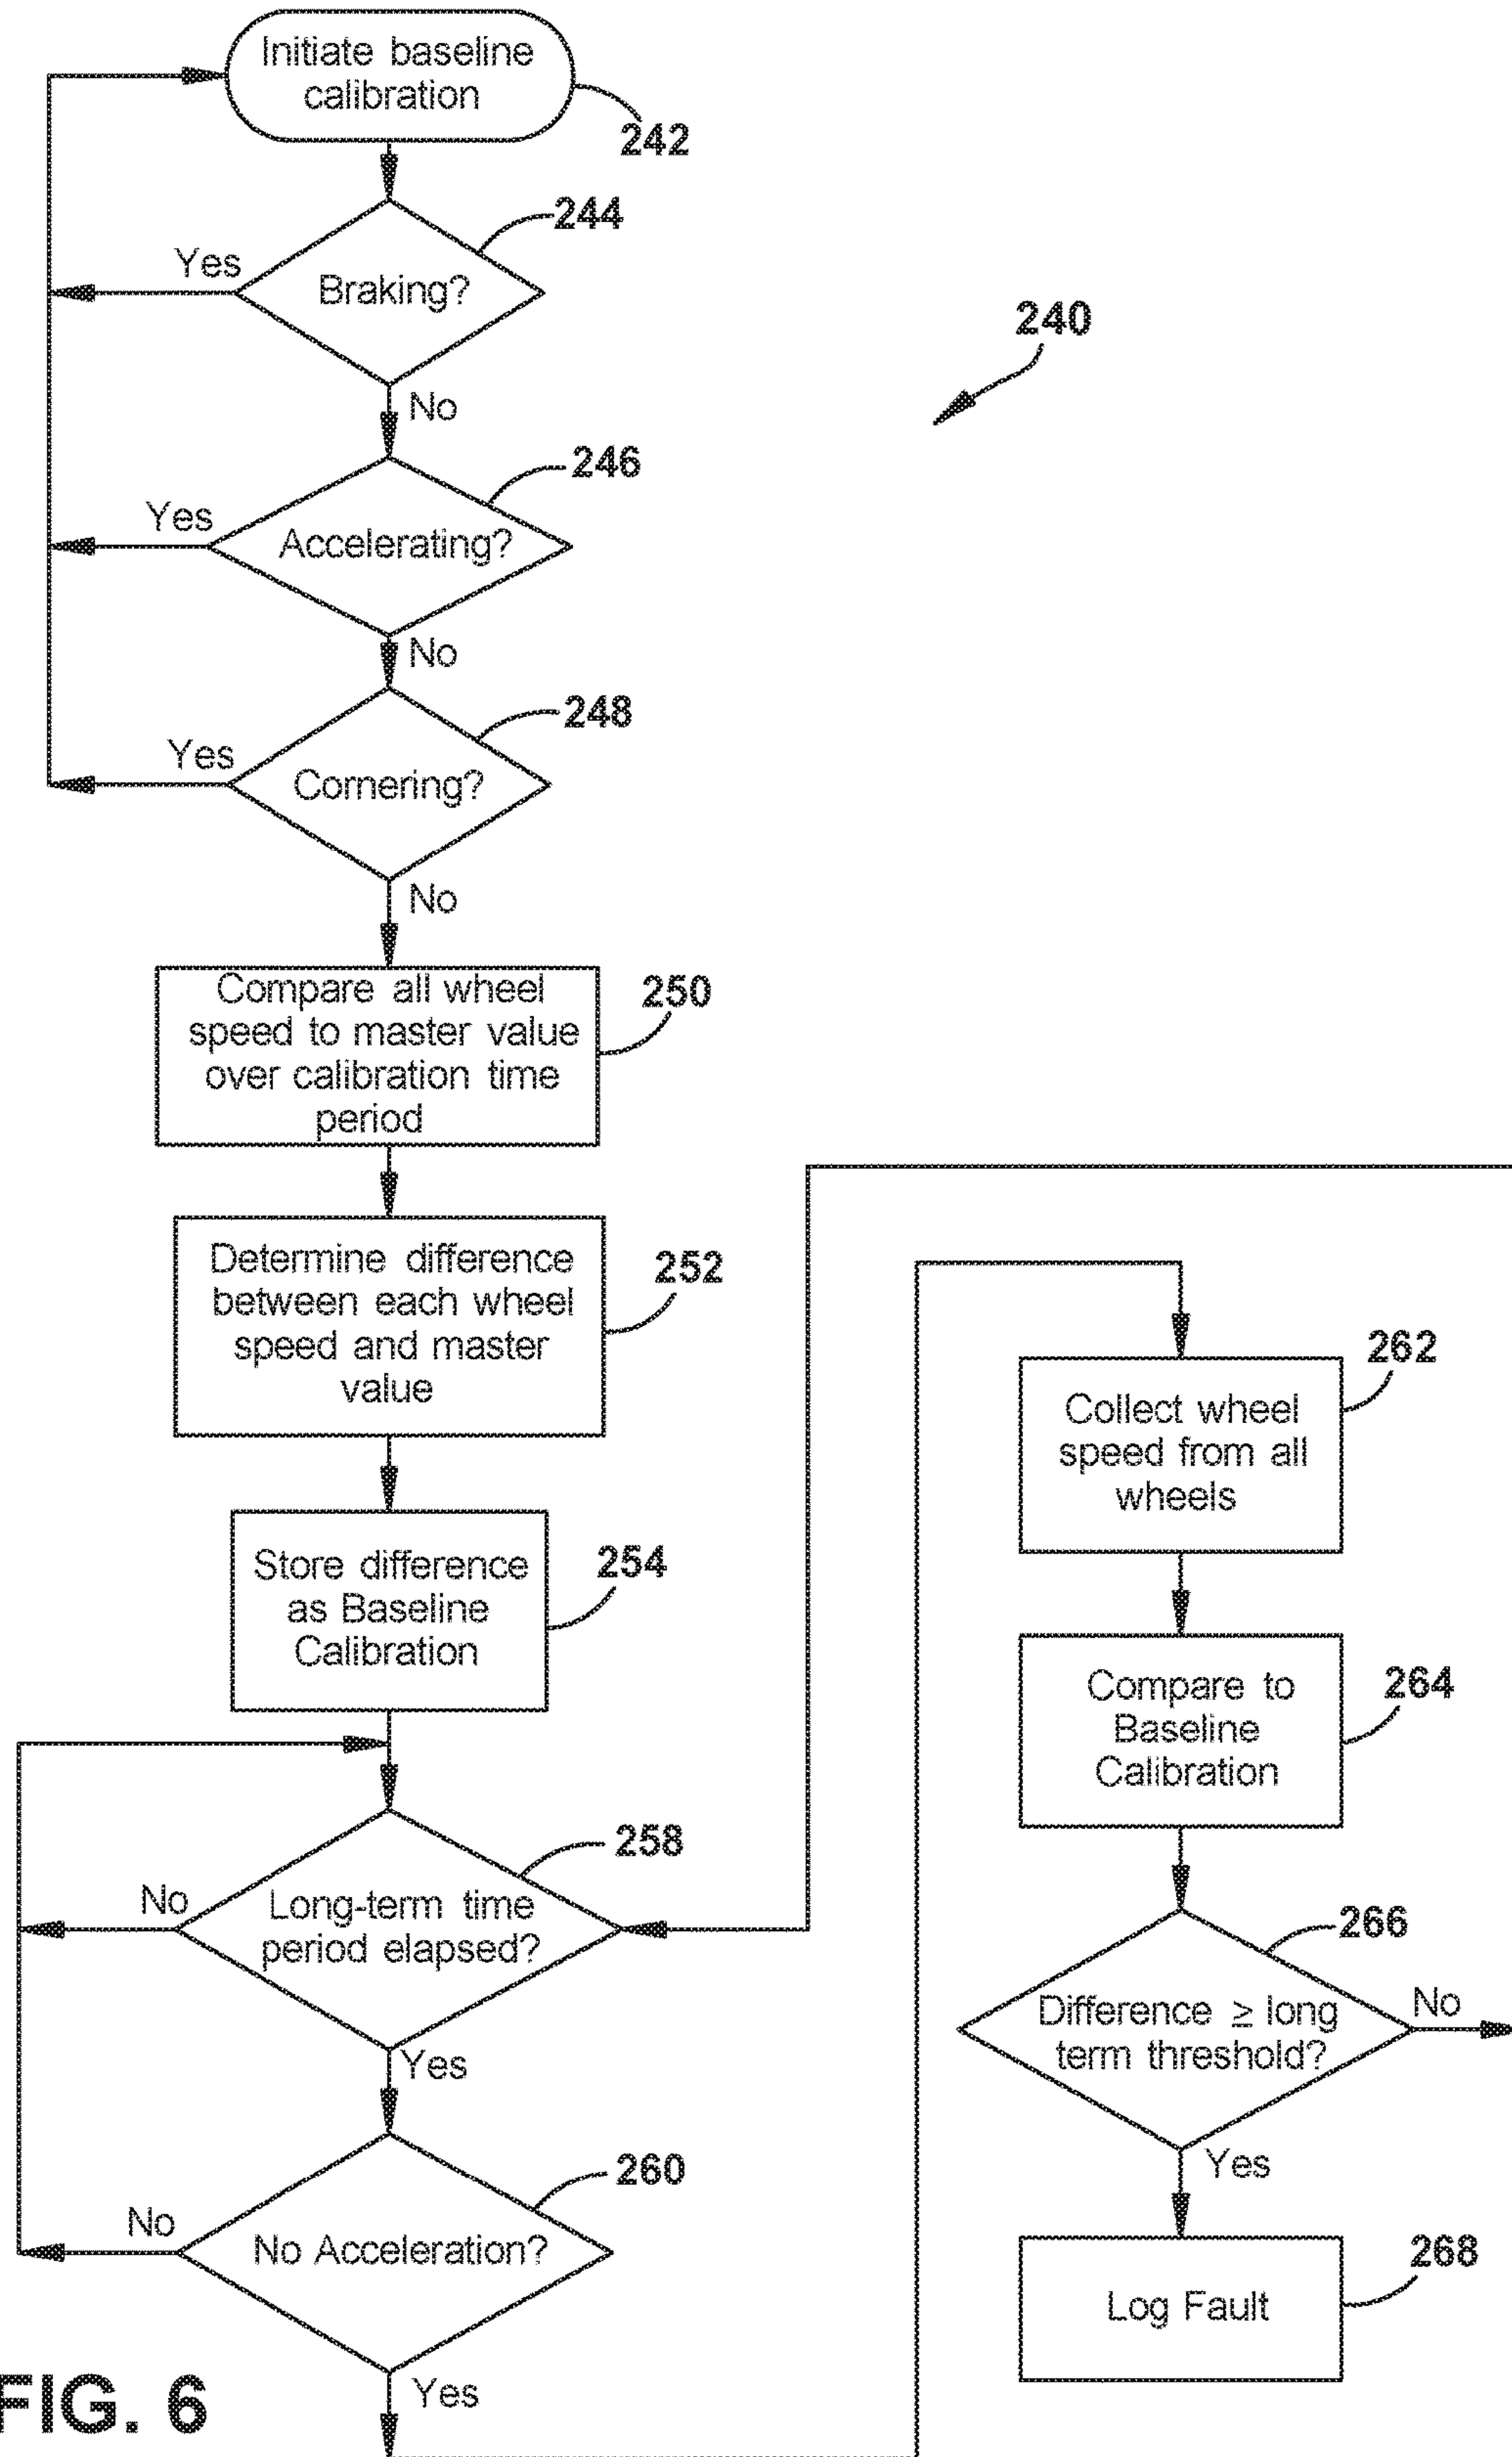 Initiate baseline
calibration
242
244
Yes
Braking?
No
240
246
Yes
Accelerating?
No
248
Yes
Cornering?
No
Compare all wheel
speed to master value
over calibration time
period
250
Determine difference
between each wheel
speed and master
value
252
Store difference
as Baseline
Calibration
254
258
No
Long-term time
period elapsed?
Yes
260
No
No Acceleration?
Yes
262
Collect wheel
speed from all
wheels
264
Compare to
Baseline
Calibration
266
Difference ≥ long
term threshold?
No
Yes
268
Log Fault
FIG. 6